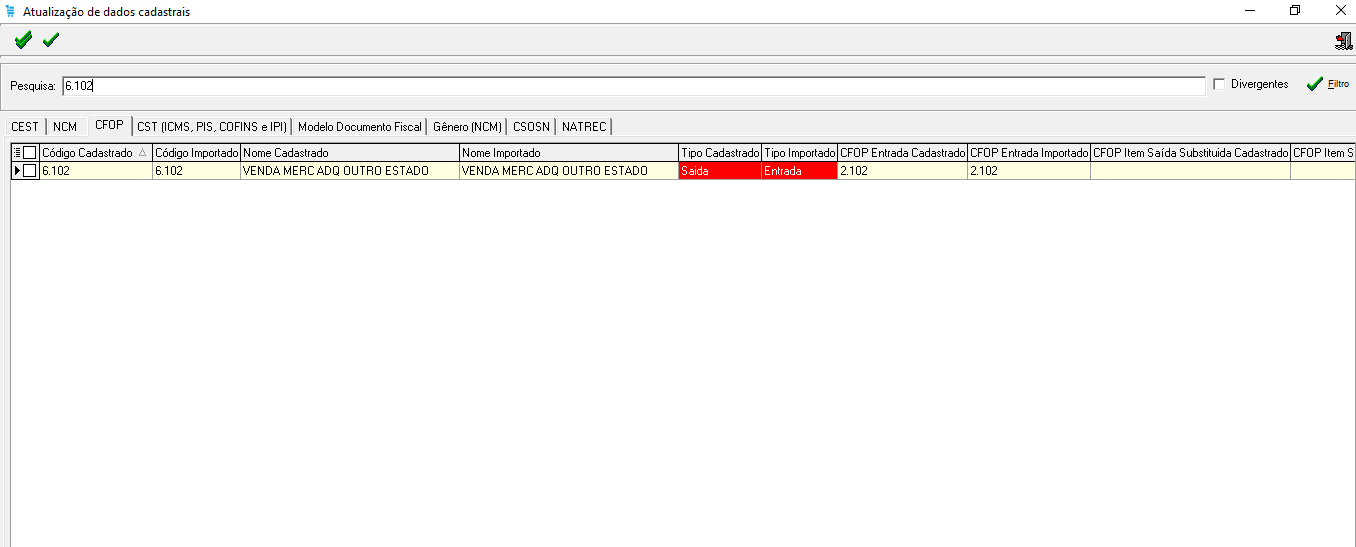 Atualização de dados cadastrais
Pesquisa: 6.102 Divergentes Filtro
CEST NCM CFOP CST (ICMS, PIS, COFINS e IPI) Modelo Documento Fiscal Gênero (NCM) CSOSN NATREC
Código Cadastrado Código Importado Nome Cadastrado Nome Importado Tipo Cadastrado Tipo Importado CFOP Entrada Cadastrado CFOP Entrada Importado CFOP Item Saída Substituida Cadastrado CFOP Item S
6.102 6.102 VENDA MERC ADQ OUTRO ESTADO VENDA MERC ADQ OUTRO ESTADO Saida Entrada 2.102 2.102